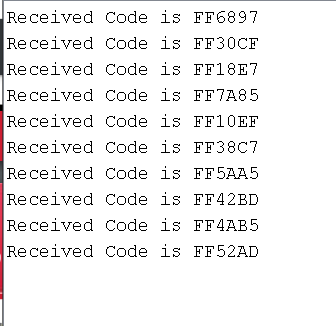 Received Code is FF6897
Received Code is FF30CF
Received Code is FF18E7
Received Code is FF7A85
Received Code is FF10EF
Received Code is FF38C7
Received Code is FF5AA5
Received Code is FF42BD
Received Code is FF4AB5
Received Code is FF52AD